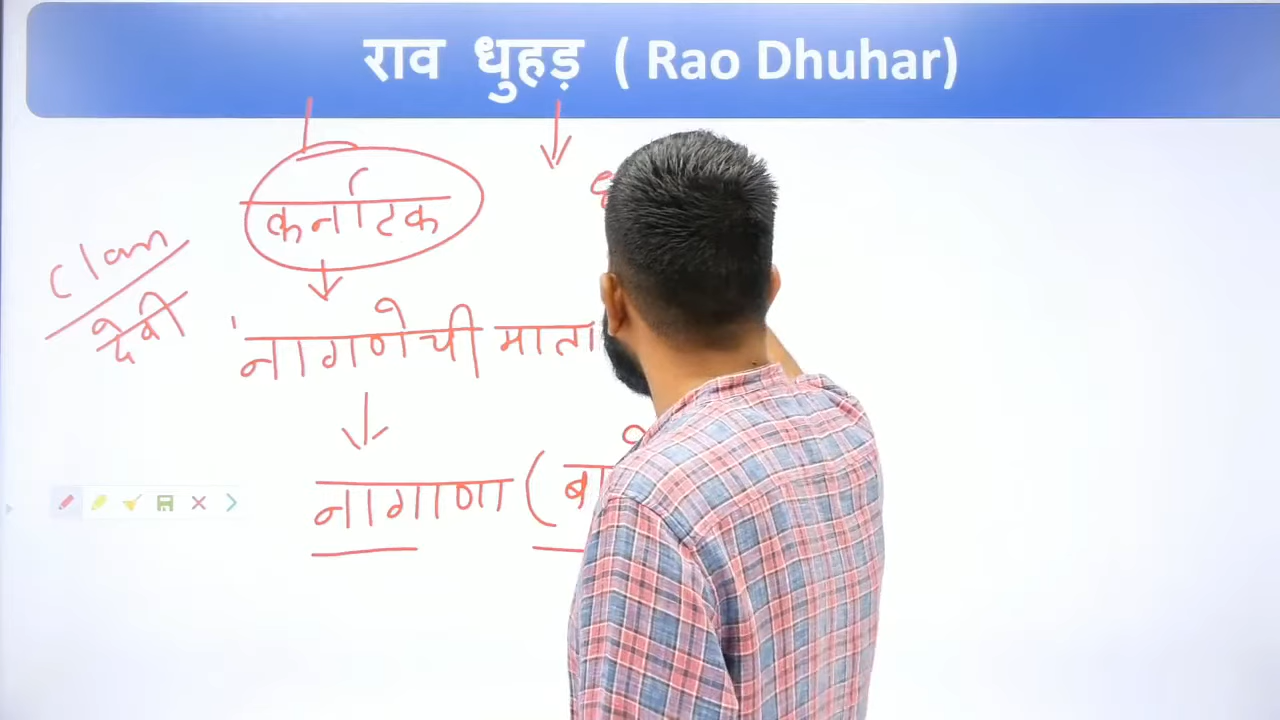 राव धुहड़ ( Rao Dhuhar)
कर्नाटक
clan
देवी
नागणेची माता
नागाणा (